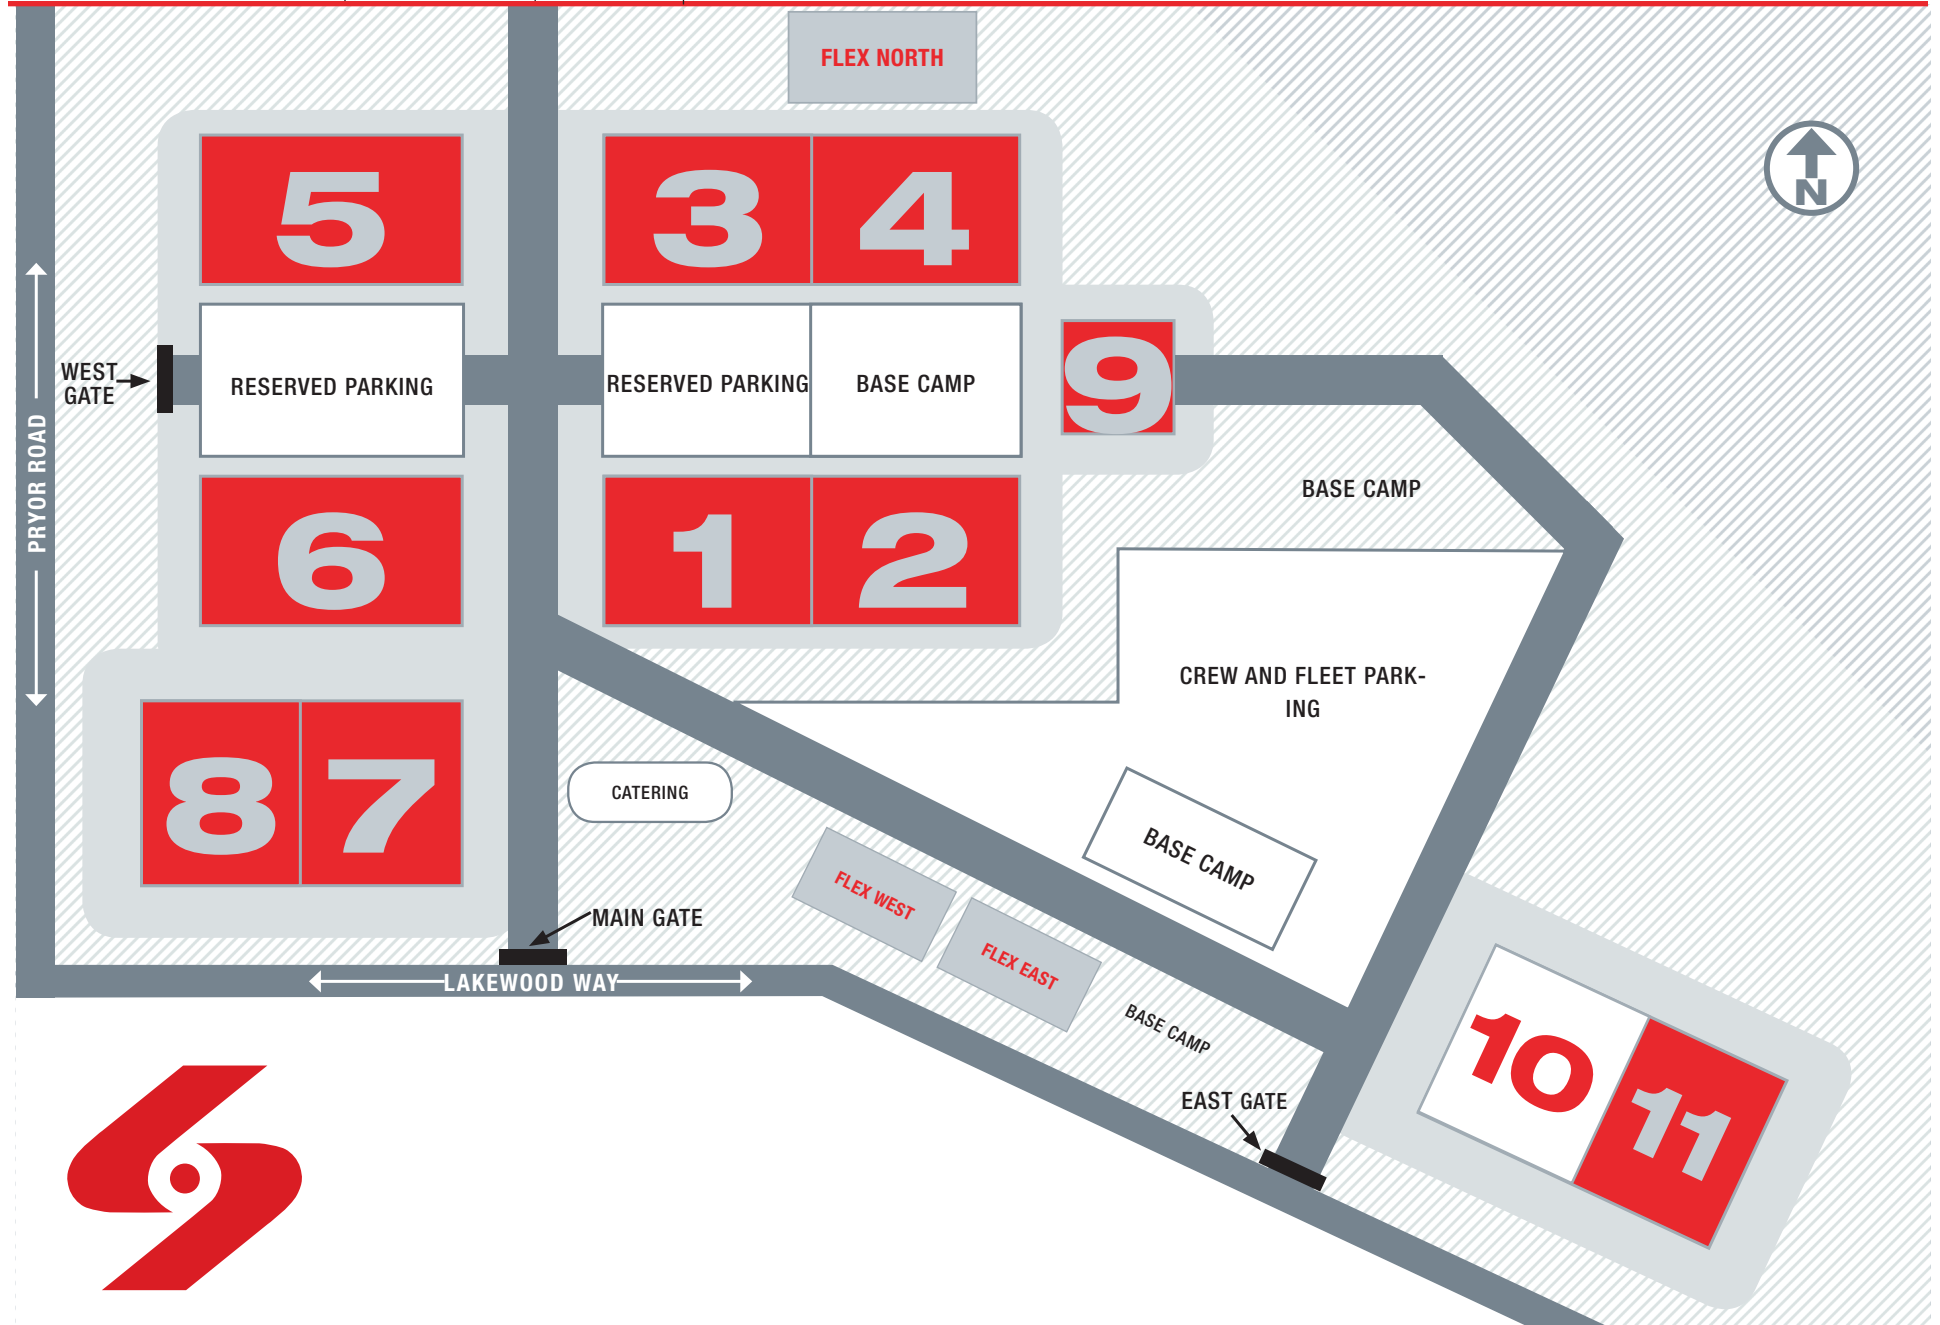 FLEX NORTH
5
3
4
N
WEST
GATE
RESERVED PARKING
RESERVED PARKING
BASE CAMP
9
PRYOR ROAD
BASE CAMP
6
1
2
CREW AND FLEET PARK-
ING
8
7
CATERING
BASE CAMP
FLEX WEST
MAIN GATE
FLEX EAST
LAKEWOOD WAY
BASE CAMP
10
11
EAST GATE